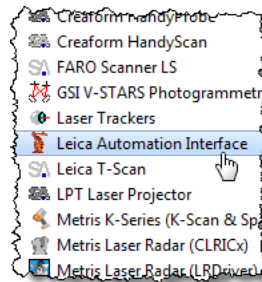 Creaform HandyProbe
Creaform HandyScan
FARO Scanner LS
GSI V-STARS Photogrammetr
Laser Trackers
Leica Automation Interface
Leica T-Scan
LPT Laser Projector
Metris K-Series (K-Scan & Sp
Metris Laser Radar (CLRICx)
Metris Laser Radar (LRDriver)